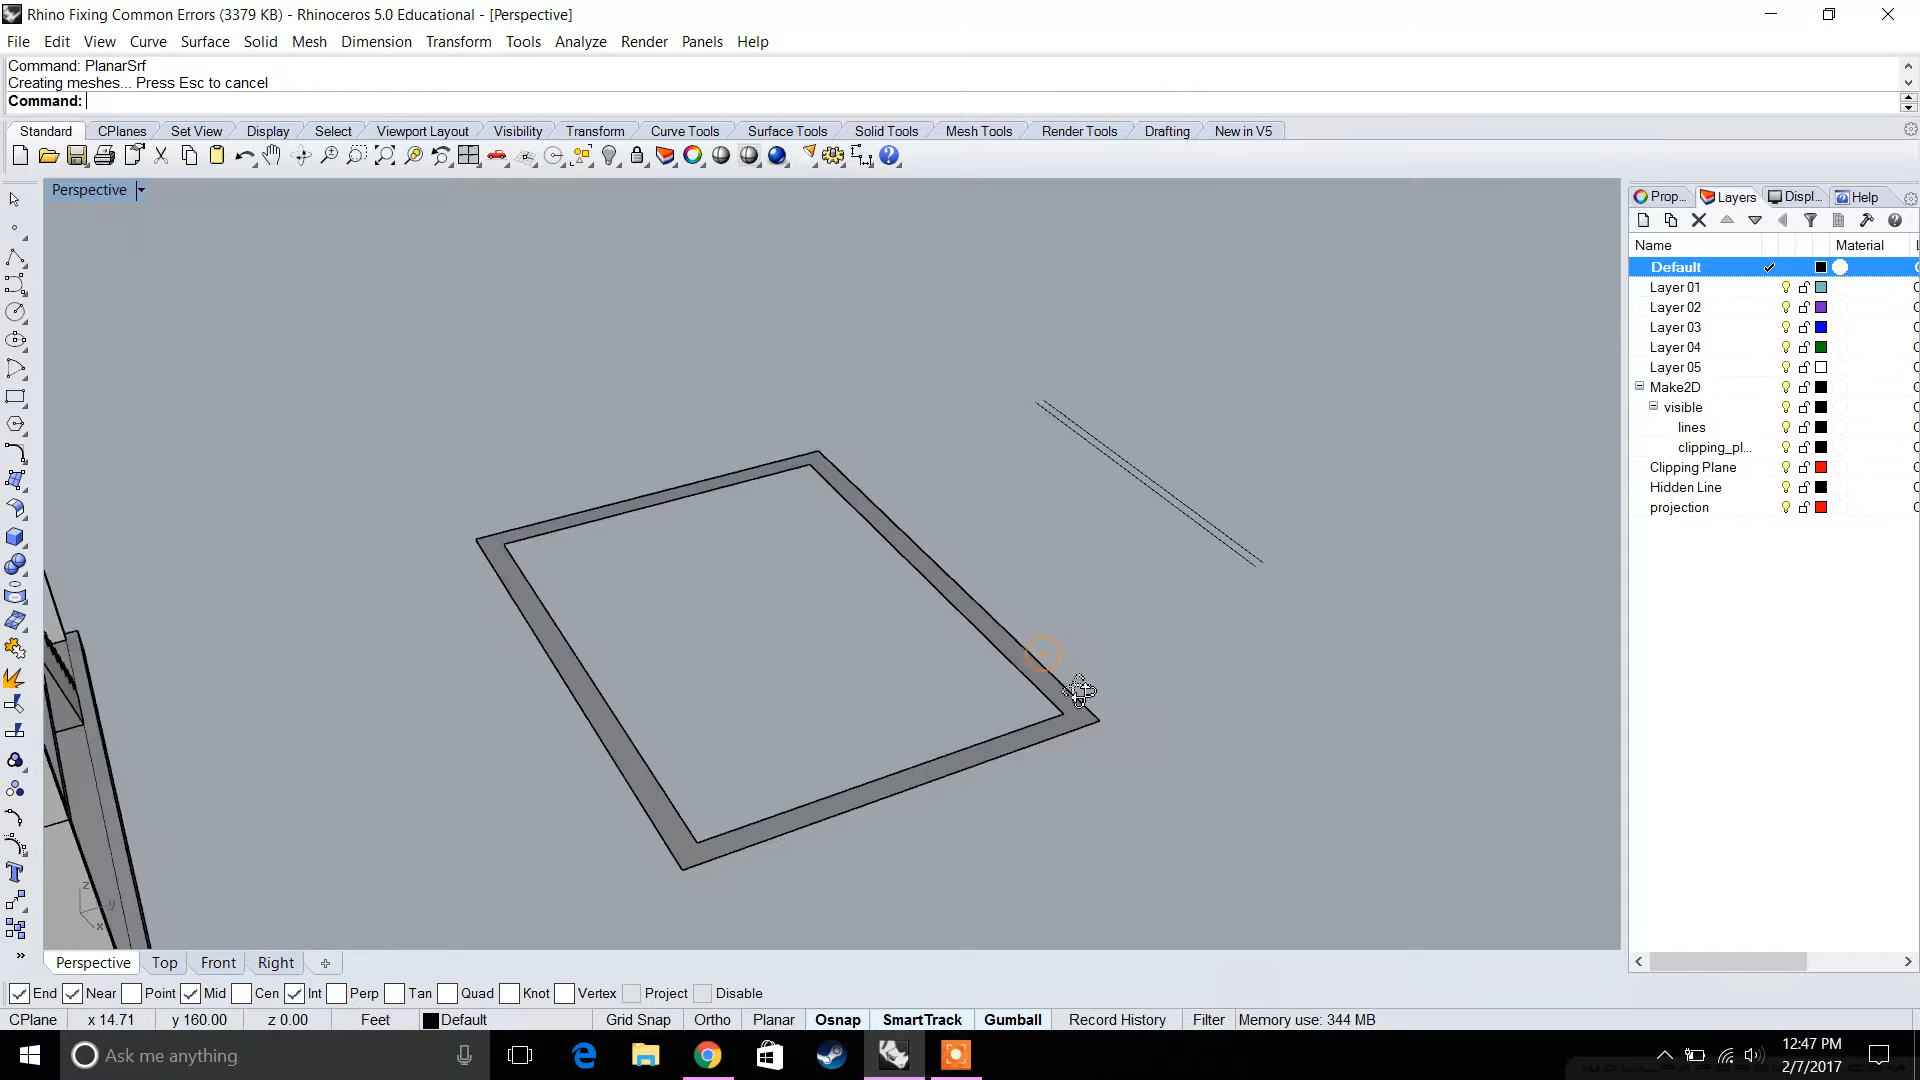 Rhino Fixing Common Errors (3379 KB) - Rhinoceros 5.0 Educational - [Perspective]
File Edit View Curve Surface Solid Mesh Dimension Transform Tools Analyze Render Panels Help
Command: PlanarSrf
Creating meshes... Press Esc to cancel
Command:
Standard CPlanes Set View Display Select Viewport Layout Visibility Transform Curve Tools Surface Tools Solid Tools Mesh Tools Render Tools Drafting New in V5
Perspective
Prop... Layers Displ... Help
Name Material
Default
Layer 01
Layer 02
Layer 03
Layer 04
Layer 05
Make2D
visible
lines
clipping_pl...
Clipping Plane
Hidden Line
projection
z
y
x
Perspective Top Front Right
End Near Point Mid Cen Int Perp Tan Quad Knot Vertex Project Disable
CPlane x 14.71 y 160.00 z 0.00 Feet Default Grid Snap Ortho Planar Osnap SmartTrack Gumball Record History Filter Memory use: 344 MB
Ask me anything
12:47 PM
2/7/2017